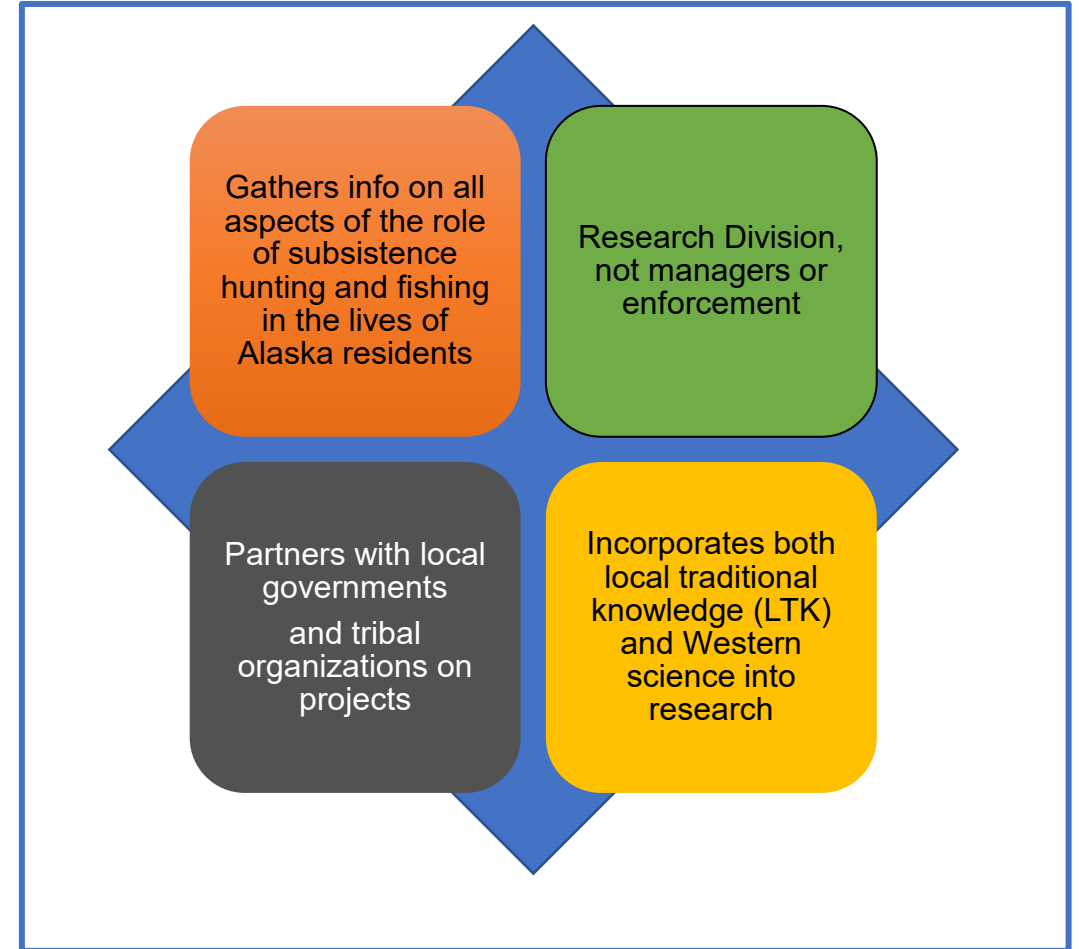 Gathers info on all
aspects of the role
of subsistence
hunting and fishing
in the lives of
Alaska residents
Research Division,
not managers or
enforcement
Partners with local
governments
and tribal
organizations on
projects
Incorporates both
local traditional
knowledge (LTK)
and Western
science into
research